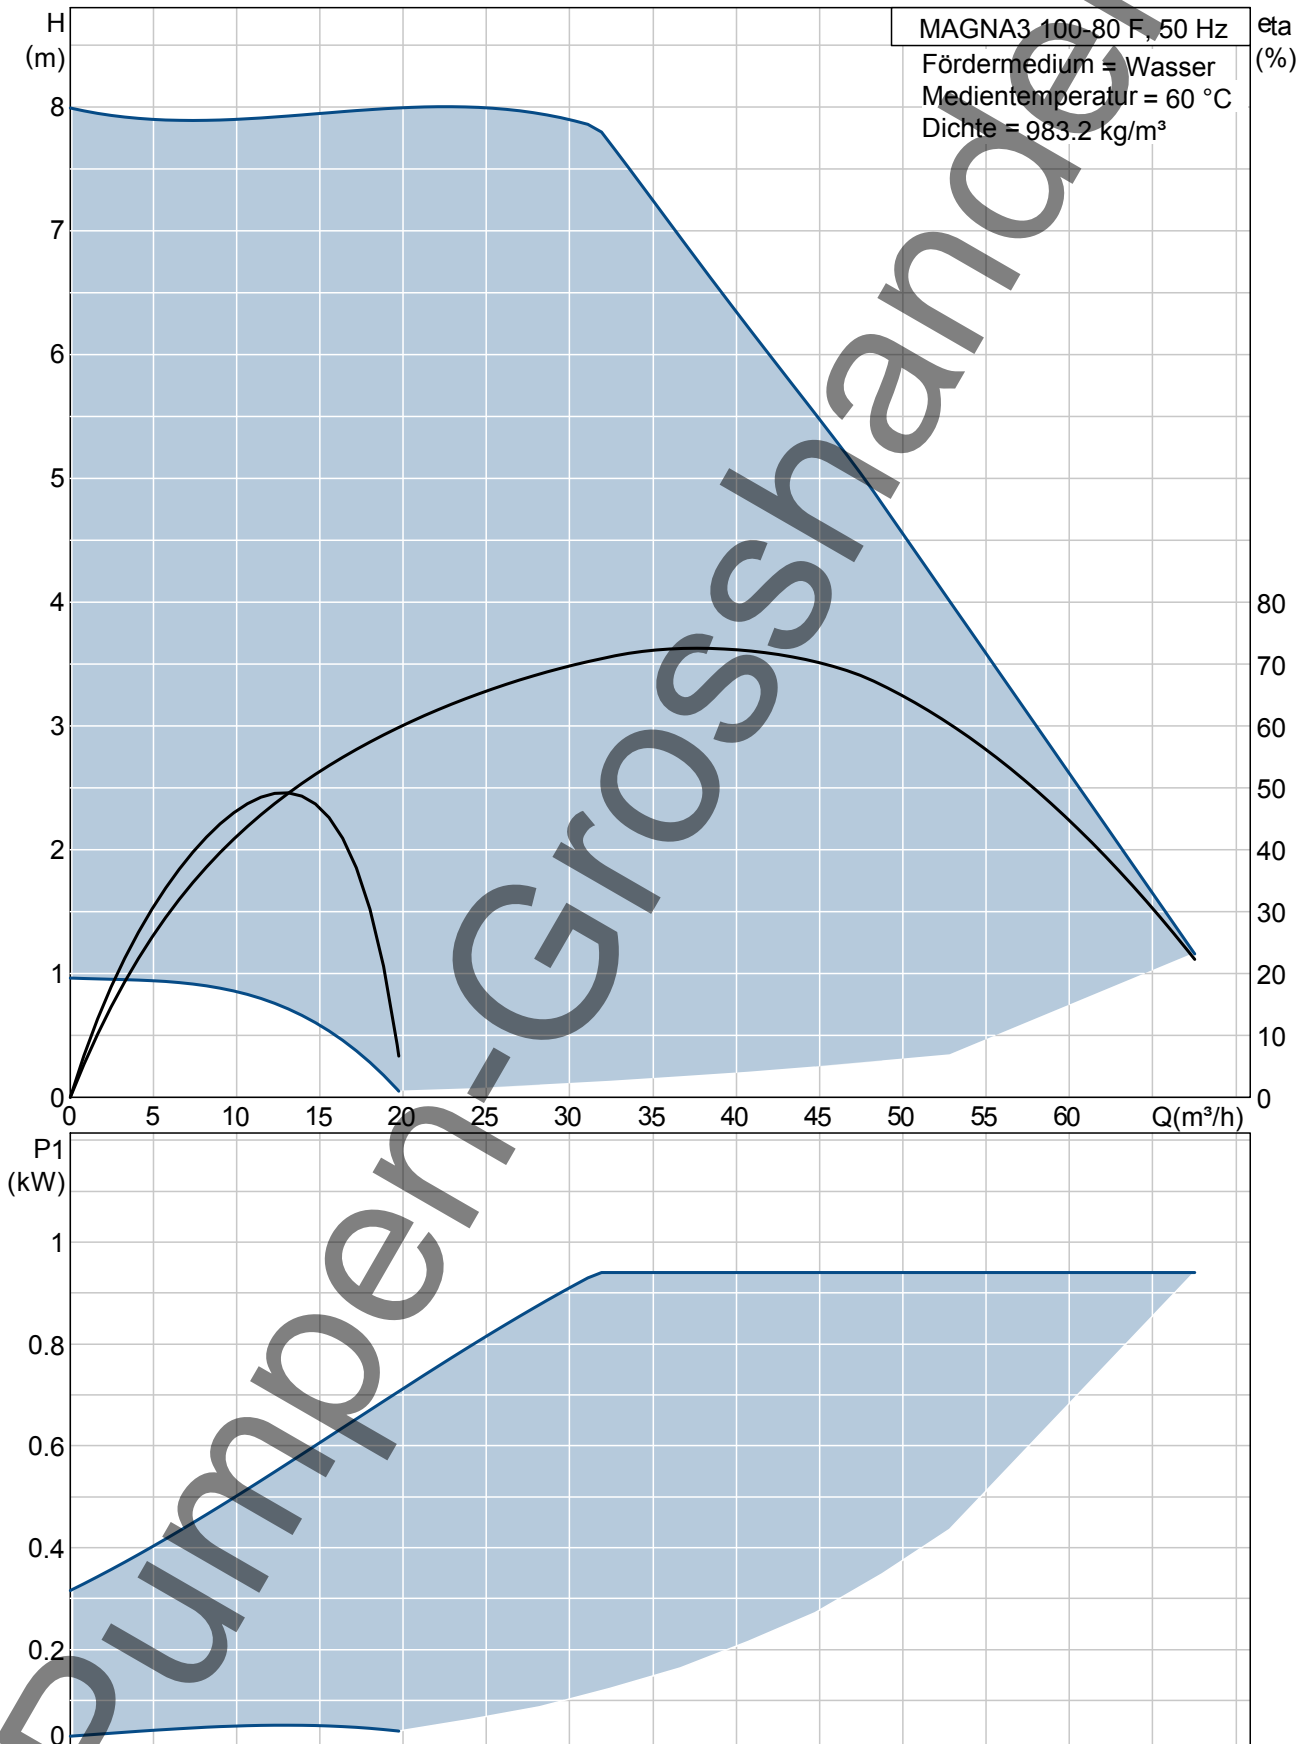 H
(m)
MAGNA3 100-80 F, 50 Hz
eta
(%)
Fördermedium = Wasser
Medientemperatur = 60 °C
Dichte = 983.2 kg/m³
8
7
6
5
4
3
2
1
0
80
70
60
50
40
30
20
10
0
0 5 10 15 20 25 30 35 40 45 50 55 60 Q(m³/h)
P1
(kW)
1
0.8
0.6
0.4
0.2
0
Pumpen-Grosshandel